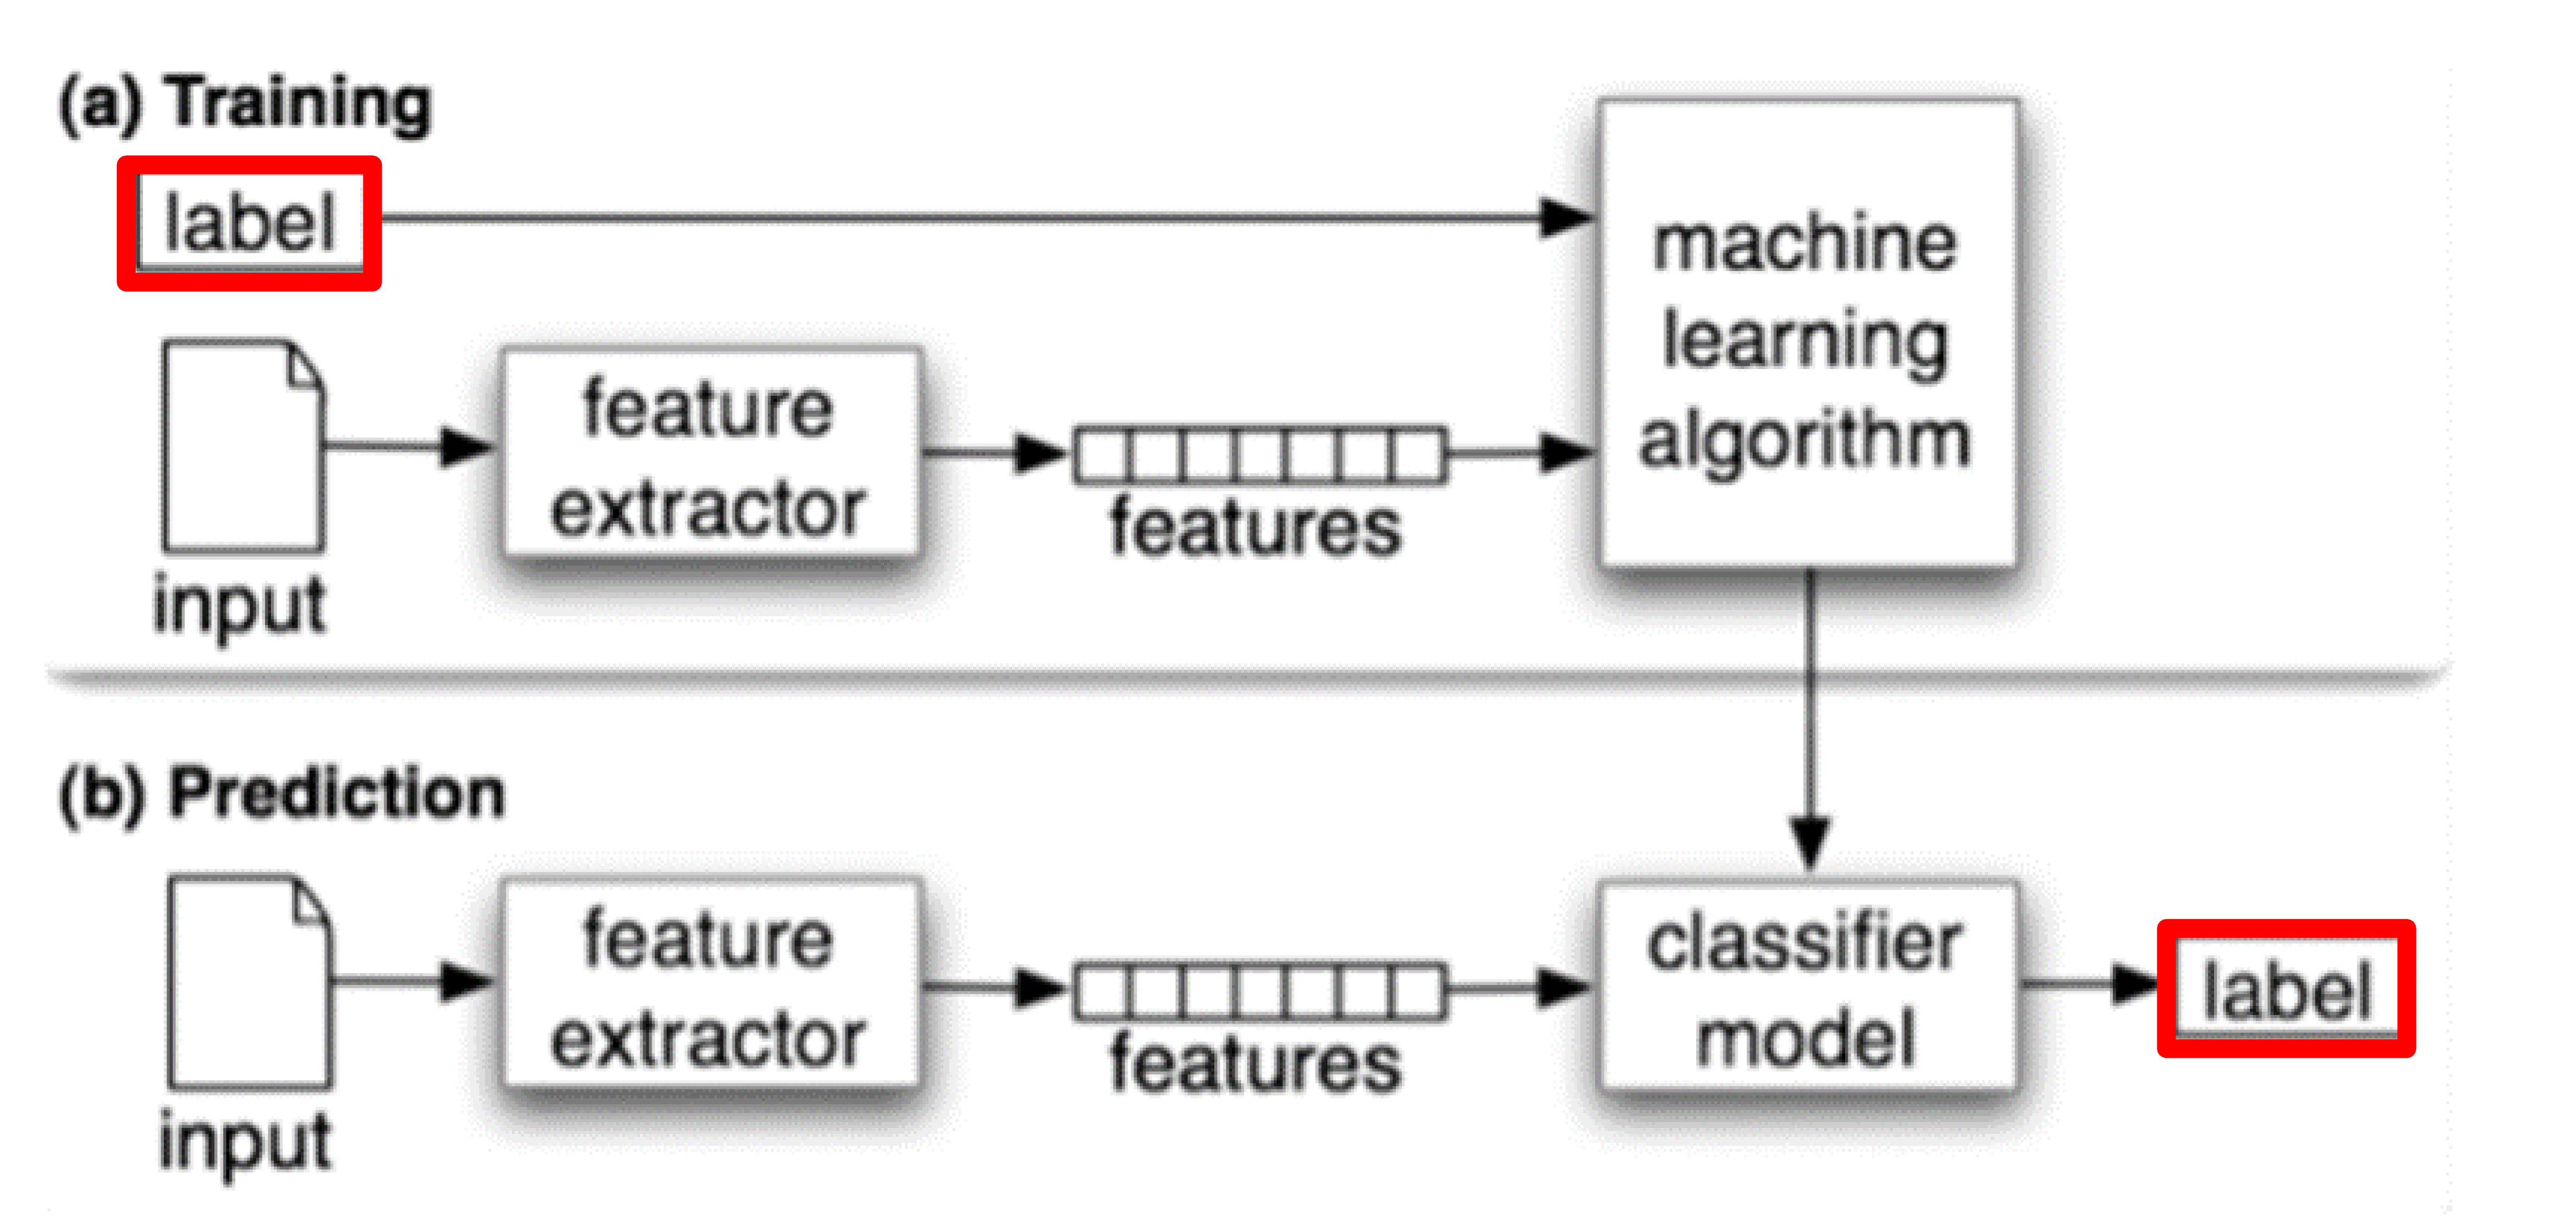 (a) Training
label
machine
learning
algorithm
feature
extractor
features
input
(b) Prediction
feature
extractor
features
classifier
model
label
input